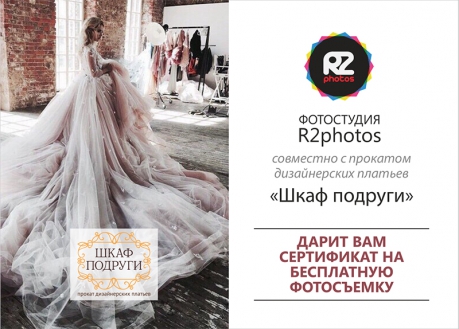 ШКАФ
ПОДРУГИ
прокат дизайнерских платьев
R2
photos
ФОТОСТУДИЯ
R2photos
совместно с прокатом
дизайнерских платьев
«Шкаф подруги»
ДАРИТ ВАМ
СЕРТИФИКАТ НА
БЕСПЛАТНУЮ
ФОТОСЪЕМКУ